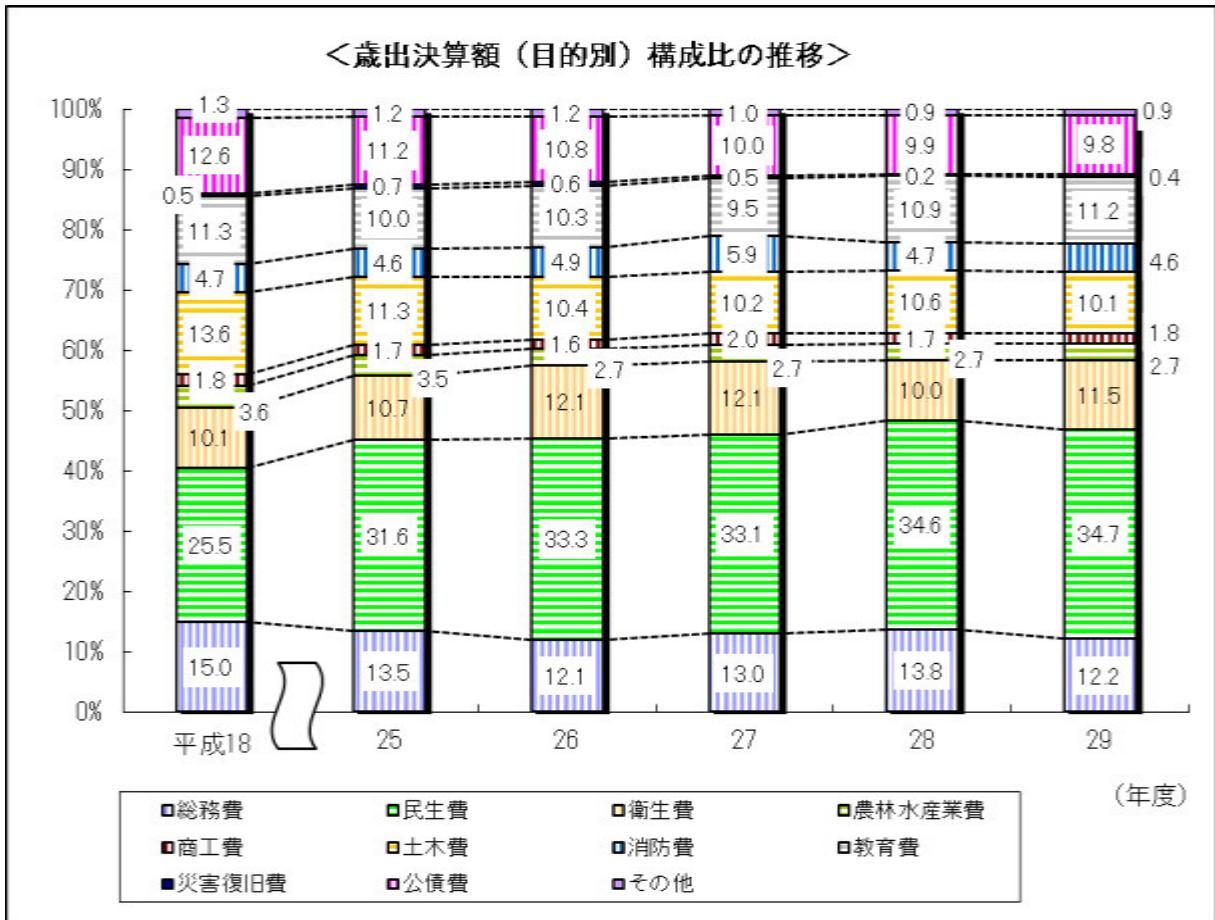 ＜歳出決算額（目的別）構成比の推移＞
100%
90%
80%
70%
60%
50%
40%
30%
20%
10%
0%
1.3 1.2 1.2 1.0 0.9 0.9
12.6 11.2 10.8 10.0 9.9 9.8
0.5 0.7 0.6 0.5 0.2 0.4
11.3 10.0 10.3 9.5 10.9 11.2
4.7 4.6 4.9 5.9 4.7 4.6
13.6 11.3 10.4 10.2 10.6 10.1
1.8 1.7 1.6 2.0 1.7 1.8
3.6 3.5 2.7 2.7 2.7 2.7
10.1 10.7 12.1 12.1 10.0 11.5
25.5 31.6 33.3 33.1 34.6 34.7
15.0 13.5 12.1 13.0 13.8 12.2
平成18 25 26 27 28 29
（年度）
総務費 民生費 衛生費 農林水産業費
商工費 土木費 消防費 教育費
災害復旧費 公債費 その他